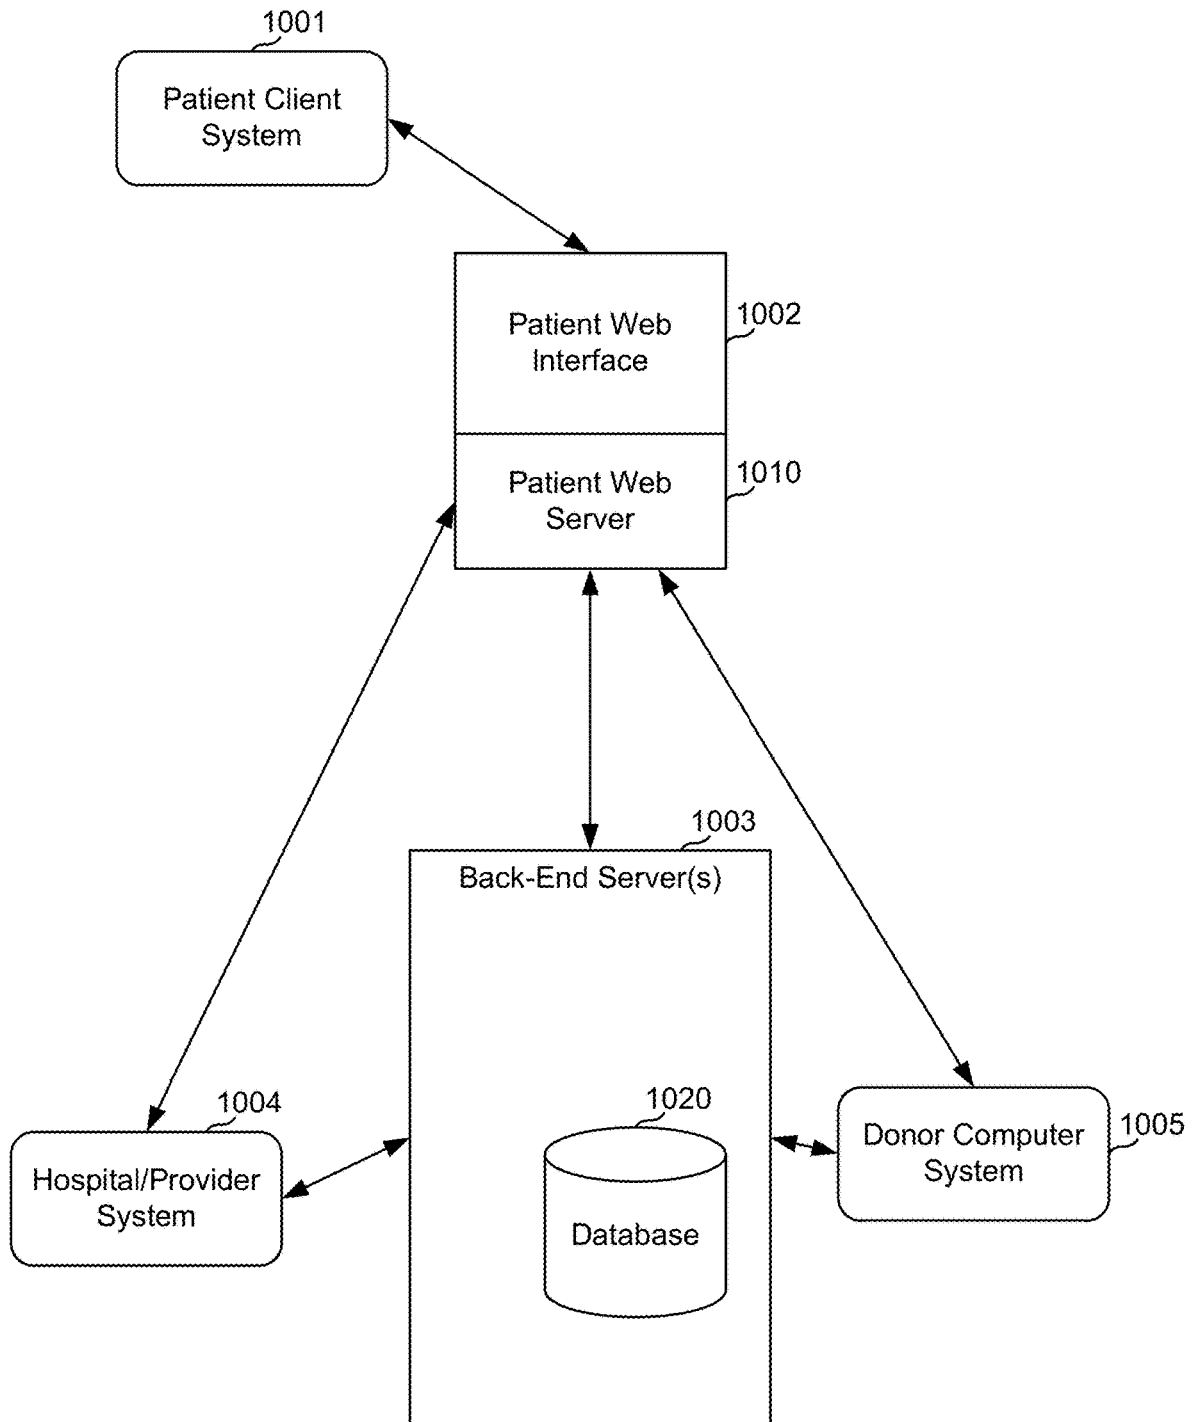 1001
Patient Client
System
Patient Web
Interface
1002
Patient Web
Server
1010
1003
Back-End Server(s)
1004
Hospital/Provider
System
1020
Database
Donor Computer
System
1005